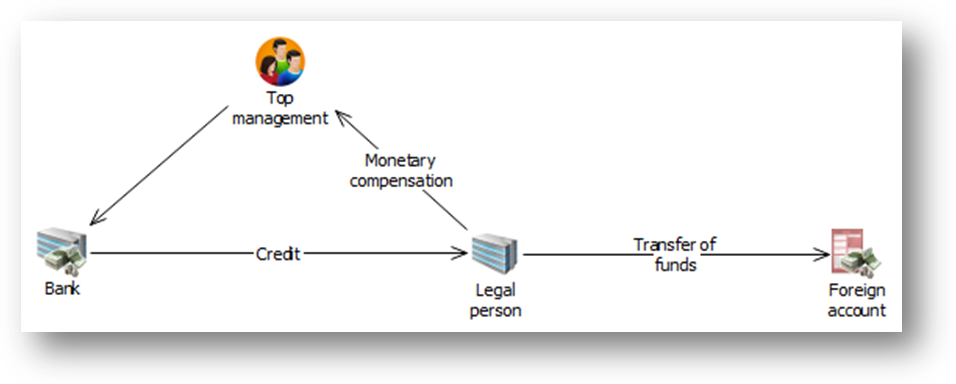 Top
management
Monetary
compensation
Credit
Transfer of
funds
Bank
Legal
person
Foreign
account